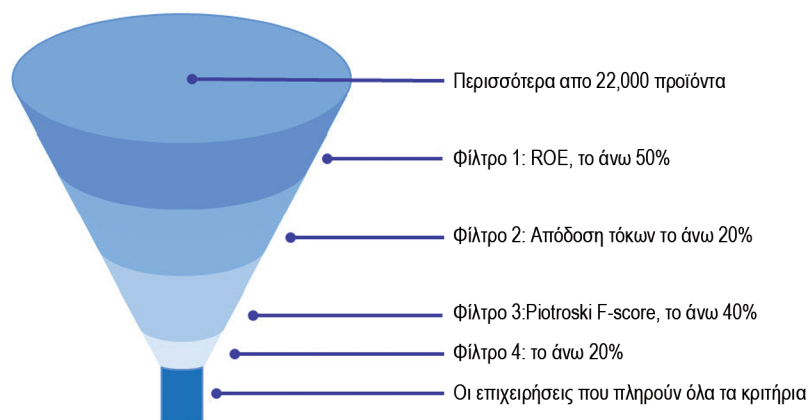 Περισσότερα απο 22,000 προϊόντα
Φίλτρο 1: ROE, το άνω 50%
Φίλτρο 2: Απόδοση τόκων το άνω 20%
Φίλτρο 3:Piotroski F-score, το άνω 40%
Φίλτρο 4: το άνω 20%
Οι επιχειρήσεις που πληρούν όλα τα κριτήρια